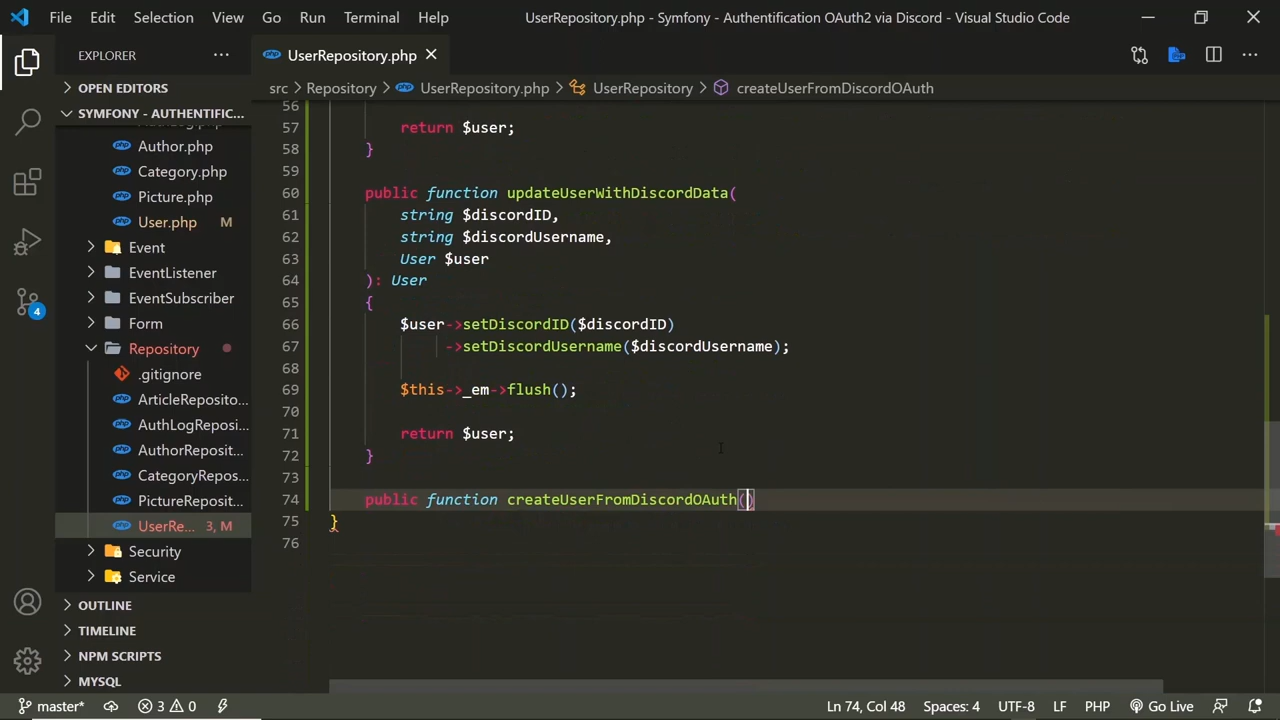 File Edit Selection View Go Run Terminal Help UserRepository.php - Symfony - Authentification OAuth2 via Discord - Visual Studio Code
EXPLORER
OPEN EDITORS
SYMFONY - AUTHENTIFIC...
Author.php
Category.php
Picture.php
User.php M
Event
EventListener
EventSubscriber
Form
Repository
.gitignore
ArticleReposito...
AuthLogReposi...
AuthorReposit...
CategoryRepos...
PictureReposit...
UserRe... 3, M
Security
Service
OUTLINE
TIMELINE
NPM SCRIPTS
MYSQL
4
UserRepository.php
src > Repository > UserRepository.php > UserRepository > createUserFromDiscordOAuth
56
57 return $user;
58 }
59
60 public function updateUserWithDiscordData(
61 string $discordID,
62 string $discordUsername,
63 User $user
64 ): User
65 {
66 $user->setDiscordID($discordID)
67 ->setDiscordUsername($discordUsername);
68
69 $this->_em->flush();
70
71 return $user;
72 }
73
74 public function createUserFromDiscordOAuth()
75 }
76
master* 3 0 Ln 74, Col 48 Spaces: 4 UTF-8 LF PHP Go Live